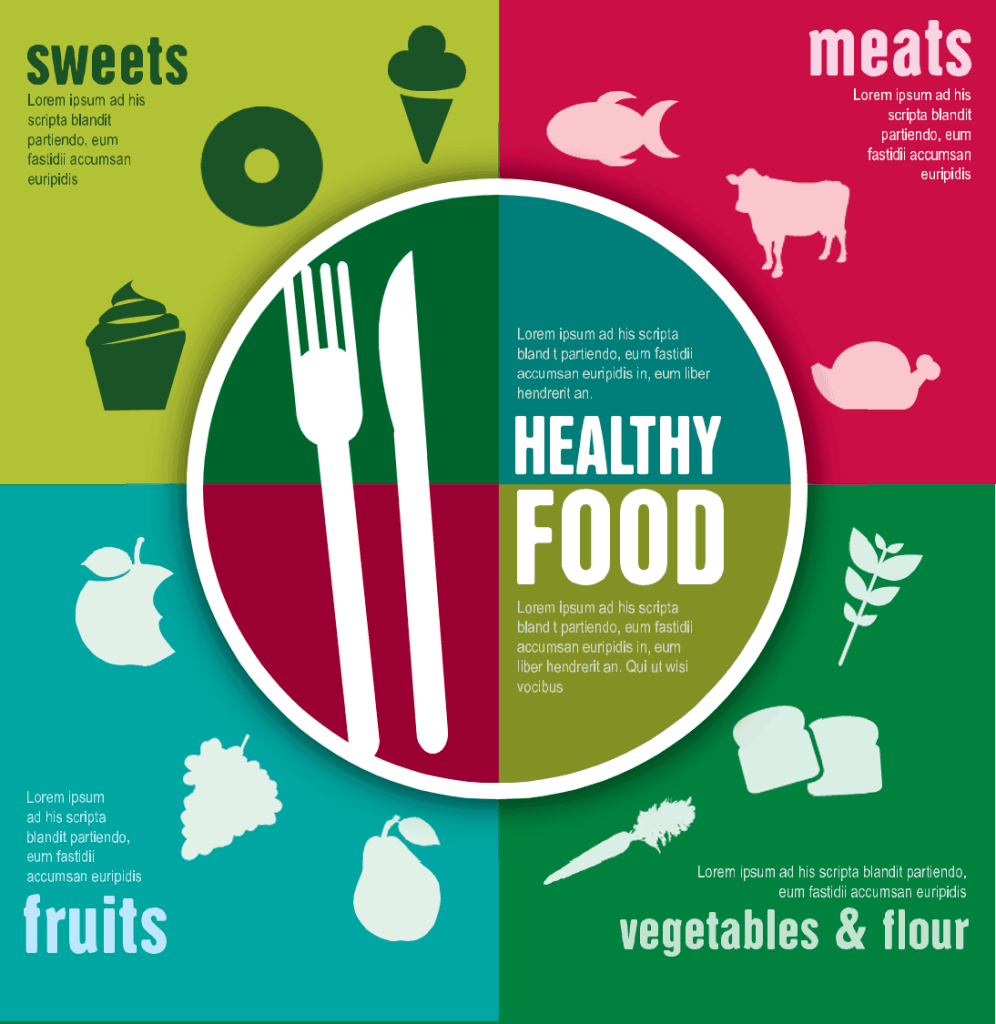 sweets
Lorem ipsum ad his
scripta blandit
partiendo, eum
fastidii accumsan
euripidis
meats
Lorem ipsum ad his
scripta blandit
partiendo, eum
fastidii accumsan
euripidis
Lorem ipsum ad his scripta
bland t partiendo, eum fastidii
accumsan euripidis in, eum liber
hendrerit an.
HEALTHY
FOOD
Lorem ipsum ad his scripta
bland t partiendo, eum fastidii
accumsan euripidis in, eum
liber hendrerit an. Qui ut wisi
vocibus
Lorem ipsum
ad his scripta
blandit partiendo,
eum fastidii
accumsan euripidis
fruits
Lorem ipsum ad his scripta blandit partiendo,
eum fastidii accumsan euripidis
vegetables & flour